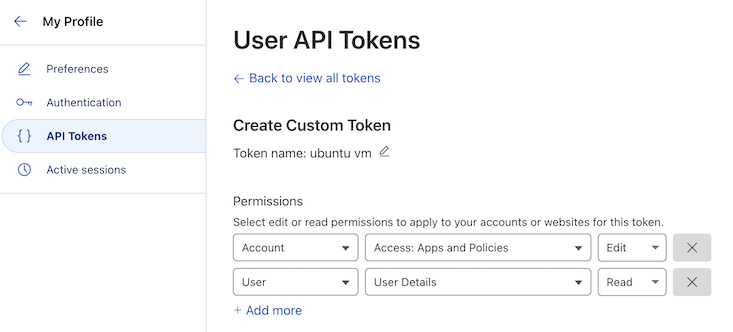 My Profile
Preferences
Authentication
API Tokens
Active sessions
User API Tokens
← Back to view all tokens
Create Custom Token
Token name: ubuntu vm
Permissions
Select edit or read permissions to apply to your accounts or websites for this token.
Account Access: Apps and Policies Edit
User User Details Read
+ Add more